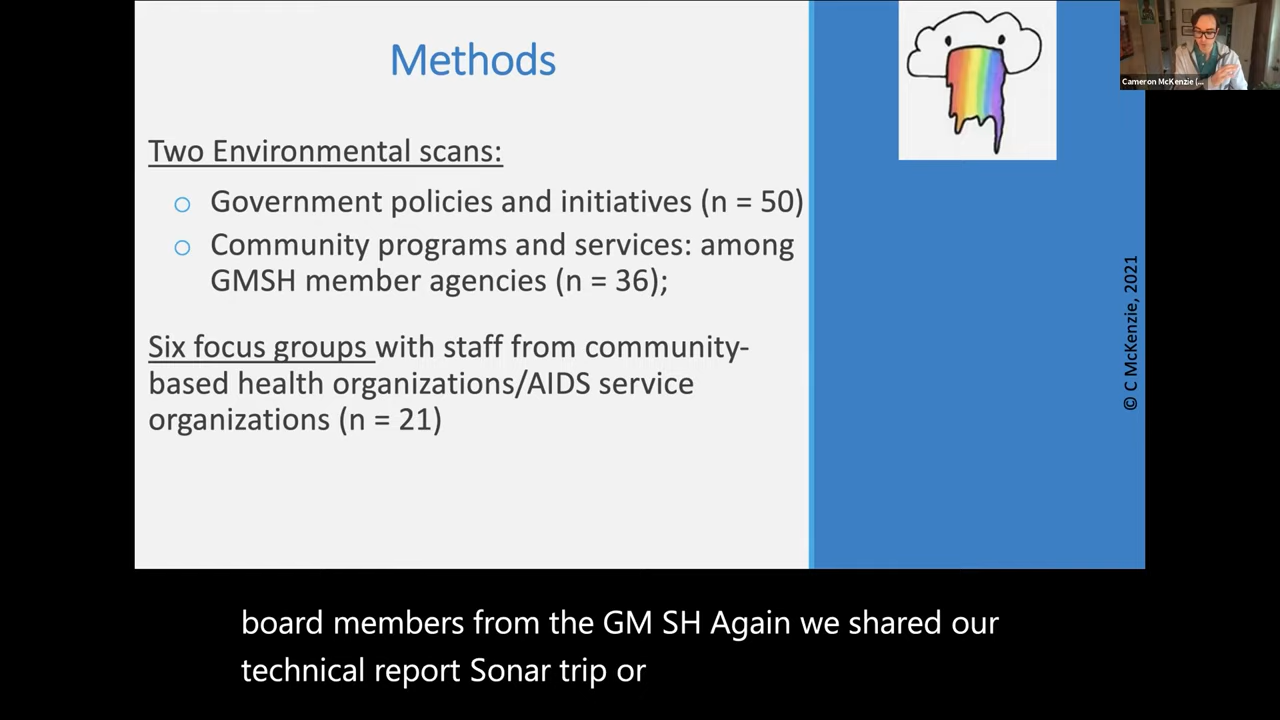 Methods
Two Environmental scans:
o Government policies and initiatives (n = 50)
o Community programs and services: among
GMSH member agencies (n = 36);
Six focus groups with staff from community-
based health organizations/AIDS service
organizations (n = 21)
© C McKenzie, 2021
Cameron McKenzie (...
board members from the GM SH Again we shared our
technical report Sonar trip or